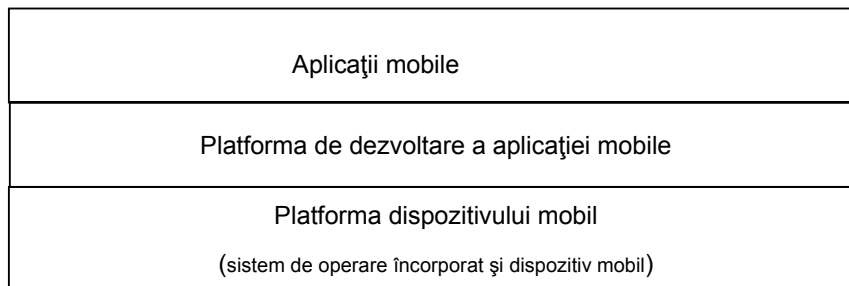 Aplicaţii mobile
Platforma de dezvoltare a aplicaţiei mobile
Platforma dispozitivului mobil
(sistem de operare încorporat şi dispozitiv mobil)